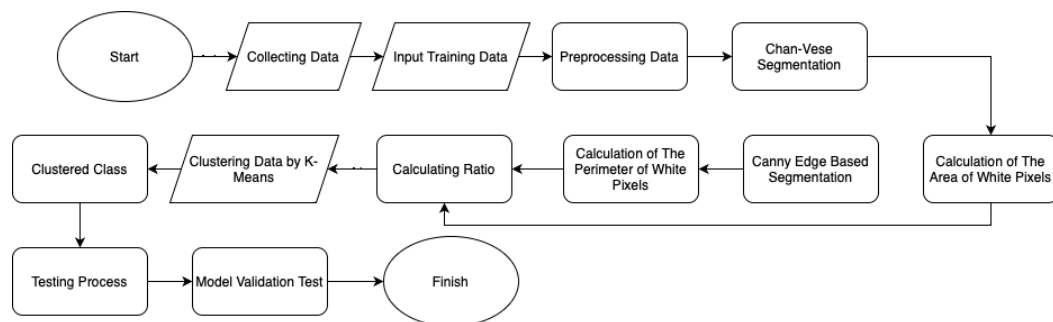 Start
Collecting Data
Input Training Data
Preprocessing Data
Chan-Vese
Segmentation
Clustered Class
Clustering Data by K-
Means
Calculating Ratio
Calculation of The
Perimeter of White
Pixels
Canny Edge Based
Segmentation
Calculation of The
Area of White Pixels
Testing Process
Model Validation Test
Finish